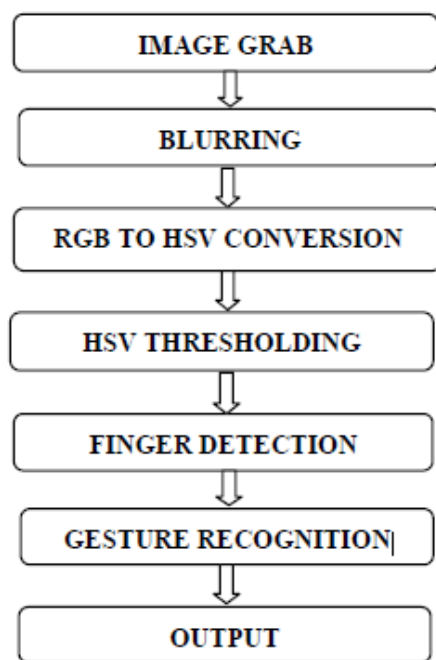 IMAGE GRAB
BLURRING
RGB TO HSV CONVERSION
HSV THRESHOLDING
FINGER DETECTION
GESTURE RECOGNITION
OUTPUT